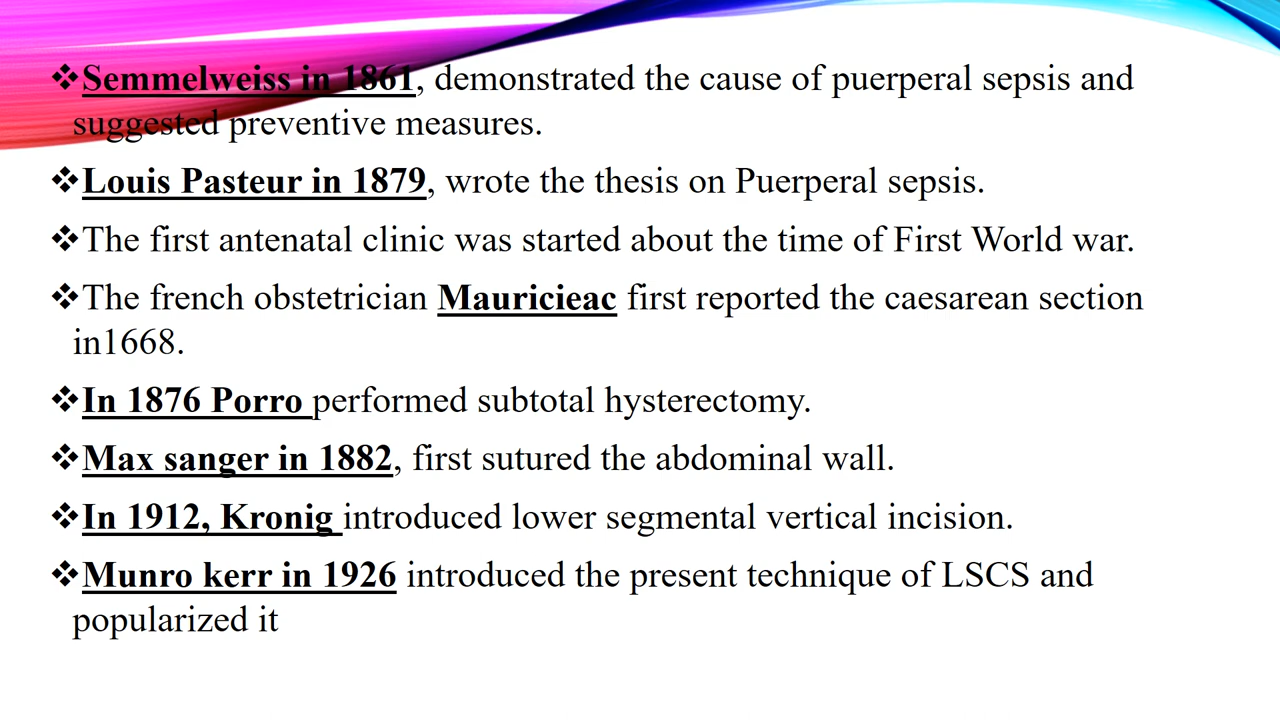 ❖Semmelweiss in 1861, demonstrated the cause of puerperal sepsis and
suggested preventive measures.
❖Louis Pasteur in 1879, wrote the thesis on Puerperal sepsis.
❖The first antenatal clinic was started about the time of First World war.
❖The french obstetrician Mauricieac first reported the caesarean section
in1668.
❖In 1876 Porro performed subtotal hysterectomy.
❖Max sanger in 1882, first sutured the abdominal wall.
❖In 1912, Kronig introduced lower segmental vertical incision.
❖Munro kerr in 1926 introduced the present technique of LSCS and
popularized it